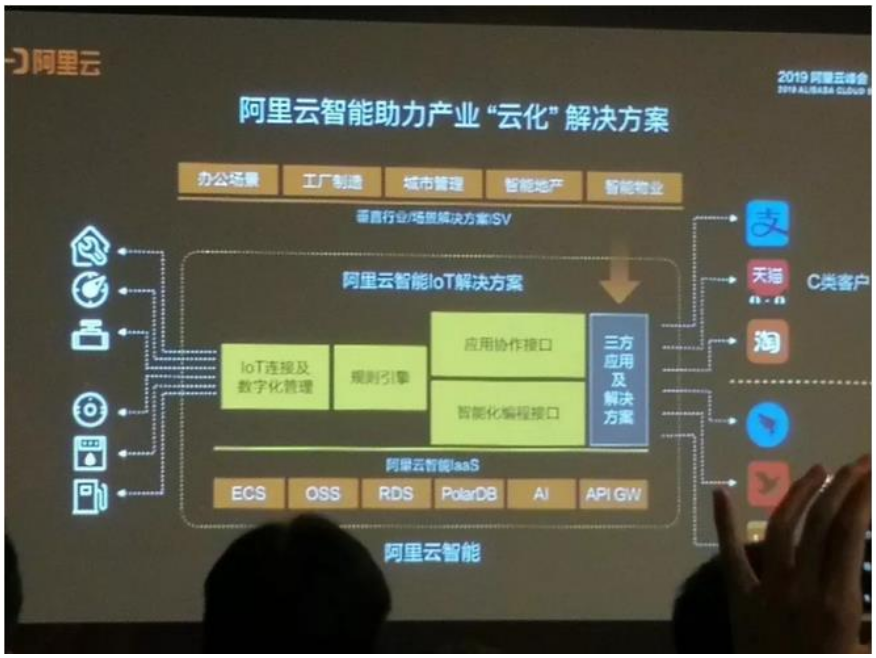 阿里云
2019 阿里云峰会
2019 ALIBABA CLOUD S
阿里云智能助力产业 “云化” 解决方案
办公场景 工厂制造 城市管理 智能地产 智能物业
垂直行业/场景解决方案ISV
支
阿里云智能IoT解决方案
天猫
C类客户
IoT连接及
数字化管理
规则引擎
应用协作接口
智能化编程接口
三方
应用
及
解决
方案
淘
阿里云智能IaaS
ECS OSS RDS PolarDB AI API GW
阿里云智能